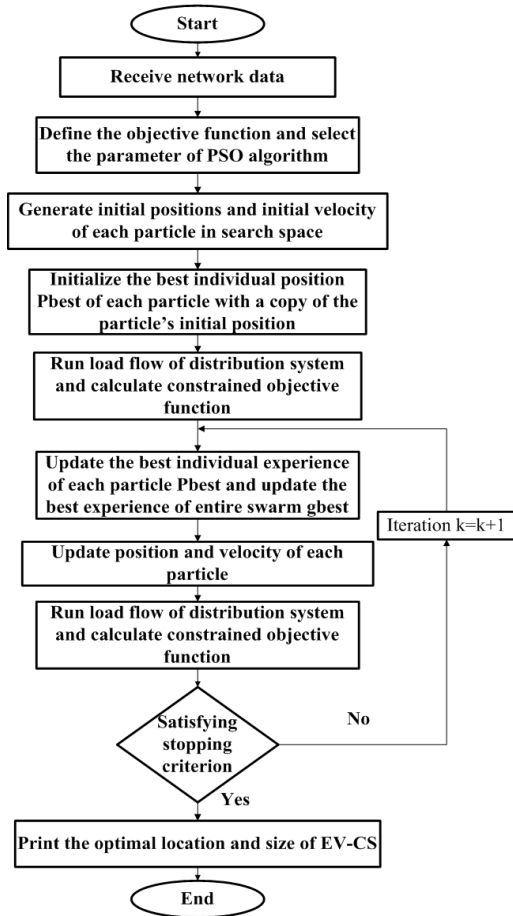 Start
Receive network data
Define the objective function and select
the parameter of PSO algorithm
Generate initial positions and initial velocity
of each particle in search space
Initialize the best individual position
Pbest of each particle with a copy of the
particle's initial position
Run load flow of distribution system
and calculate constrained objective
function
Update the best individual experience
of each particle Pbest and update the
best experience of entire swarm gbest
Iteration k=k+1
Update position and velocity of each
particle
Run load flow of distribution system
and calculate constrained objective
function
Satisfying
stopping
criterion
No
Yes
Print the optimal location and size of EV-CS
End